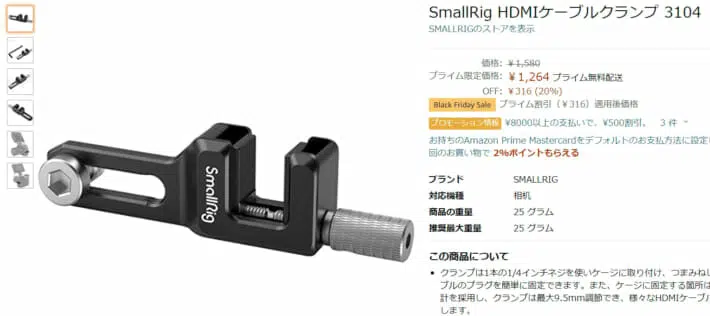 SmallRig HDMIケーブルクランプ 3104
SMALLRIGのストアを表示
価格: ¥1,580
プライム限定価格: ¥1,264 プライム無料配送
OFF: ¥316 (20%)
Black Friday Sale プライム割引(¥316)適用後価格
プロモーション情報 ¥8000以上の支払いで、¥500割引。 3 件
お持ちのAmazon Prime Mastercardをデフォルトのお支払方法に設定
回のお買い物で 2%ポイントもらえる
ブランド SMALLRIG
対応機種 相机
商品の重量 25 グラム
推奨最大重量 25 グラム
この商品について
• クランプは1本の1/4インチネジを使いケージに取り付け、つまみね
ブルのプラグを簡単に固定できます。また、ケージに固定する箇所は
計を採用し、クランプは最大9.5mm調節でき、様々なHDMIケーブ
します。
SmallRig